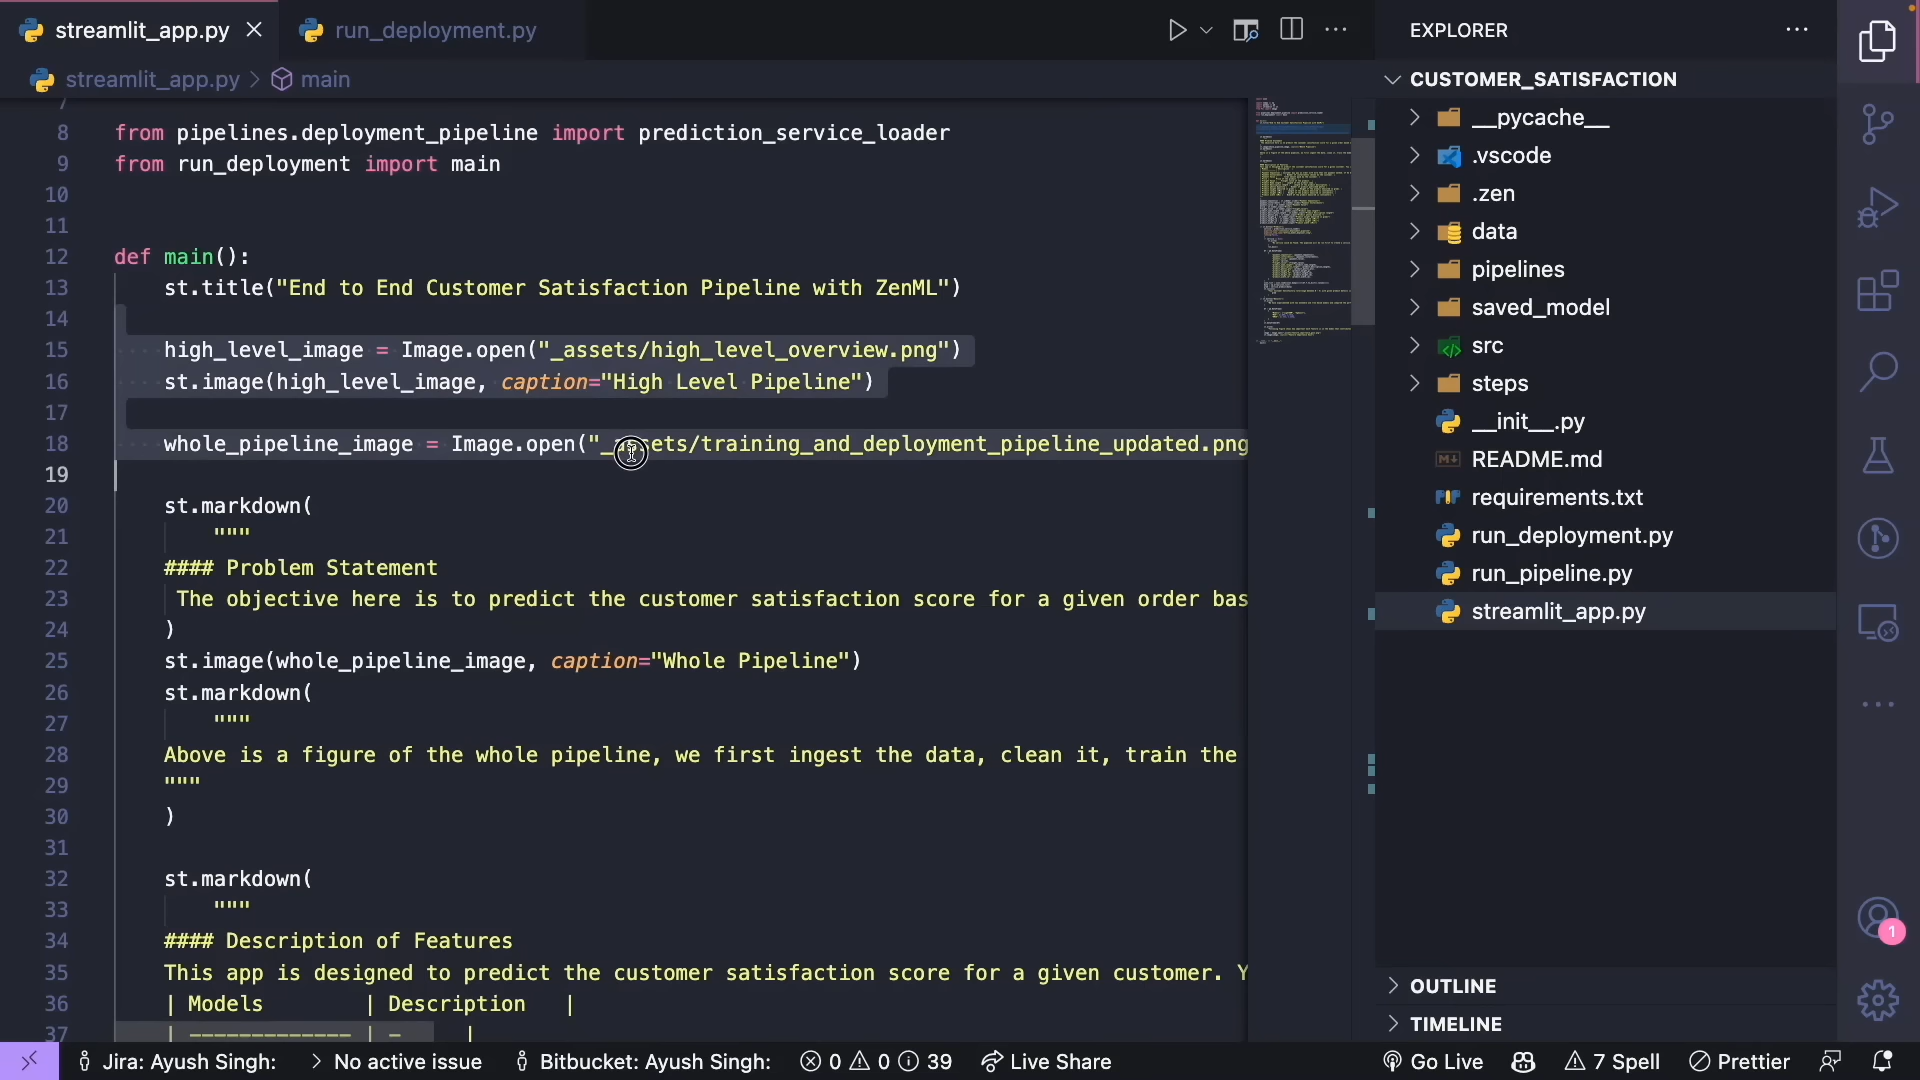 streamlit_app.py
run_deployment.py
streamlit_app.py > main
7
8 from pipelines.deployment_pipeline import prediction_service_loader
9 from run_deployment import main
10
11
12 def main():
13 st.title("End to End Customer Satisfaction Pipeline with ZenML")
14
15 high_level_image = Image.open("_assets/high_level_overview.png")
16 st.image(high_level_image, caption="High Level Pipeline")
17
18 whole_pipeline_image = Image.open("_assets/training_and_deployment_pipeline_updated.png
19
20 st.markdown(
21 """
22 #### Problem Statement
23 The objective here is to predict the customer satisfaction score for a given order bas
24 )
25 st.image(whole_pipeline_image, caption="Whole Pipeline")
26 st.markdown(
27 """
28 Above is a figure of the whole pipeline, we first ingest the data, clean it, train the
29 """
30 )
31
32 st.markdown(
33 """
34 #### Description of Features
35 This app is designed to predict the customer satisfaction score for a given customer. Y
36 | Models | Description |
37 | ------------- | - |
EXPLORER
CUSTOMER_SATISFACTION
__pycache__
.vscode
.zen
data
pipelines
saved_model
src
steps
__init__.py
README.md
requirements.txt
run_deployment.py
run_pipeline.py
streamlit_app.py
OUTLINE
TIMELINE
1
Jira: Ayush Singh: > No active issue Bitbucket: Ayush Singh: 0 0 39 Live Share Go Live 7 Spell Prettier